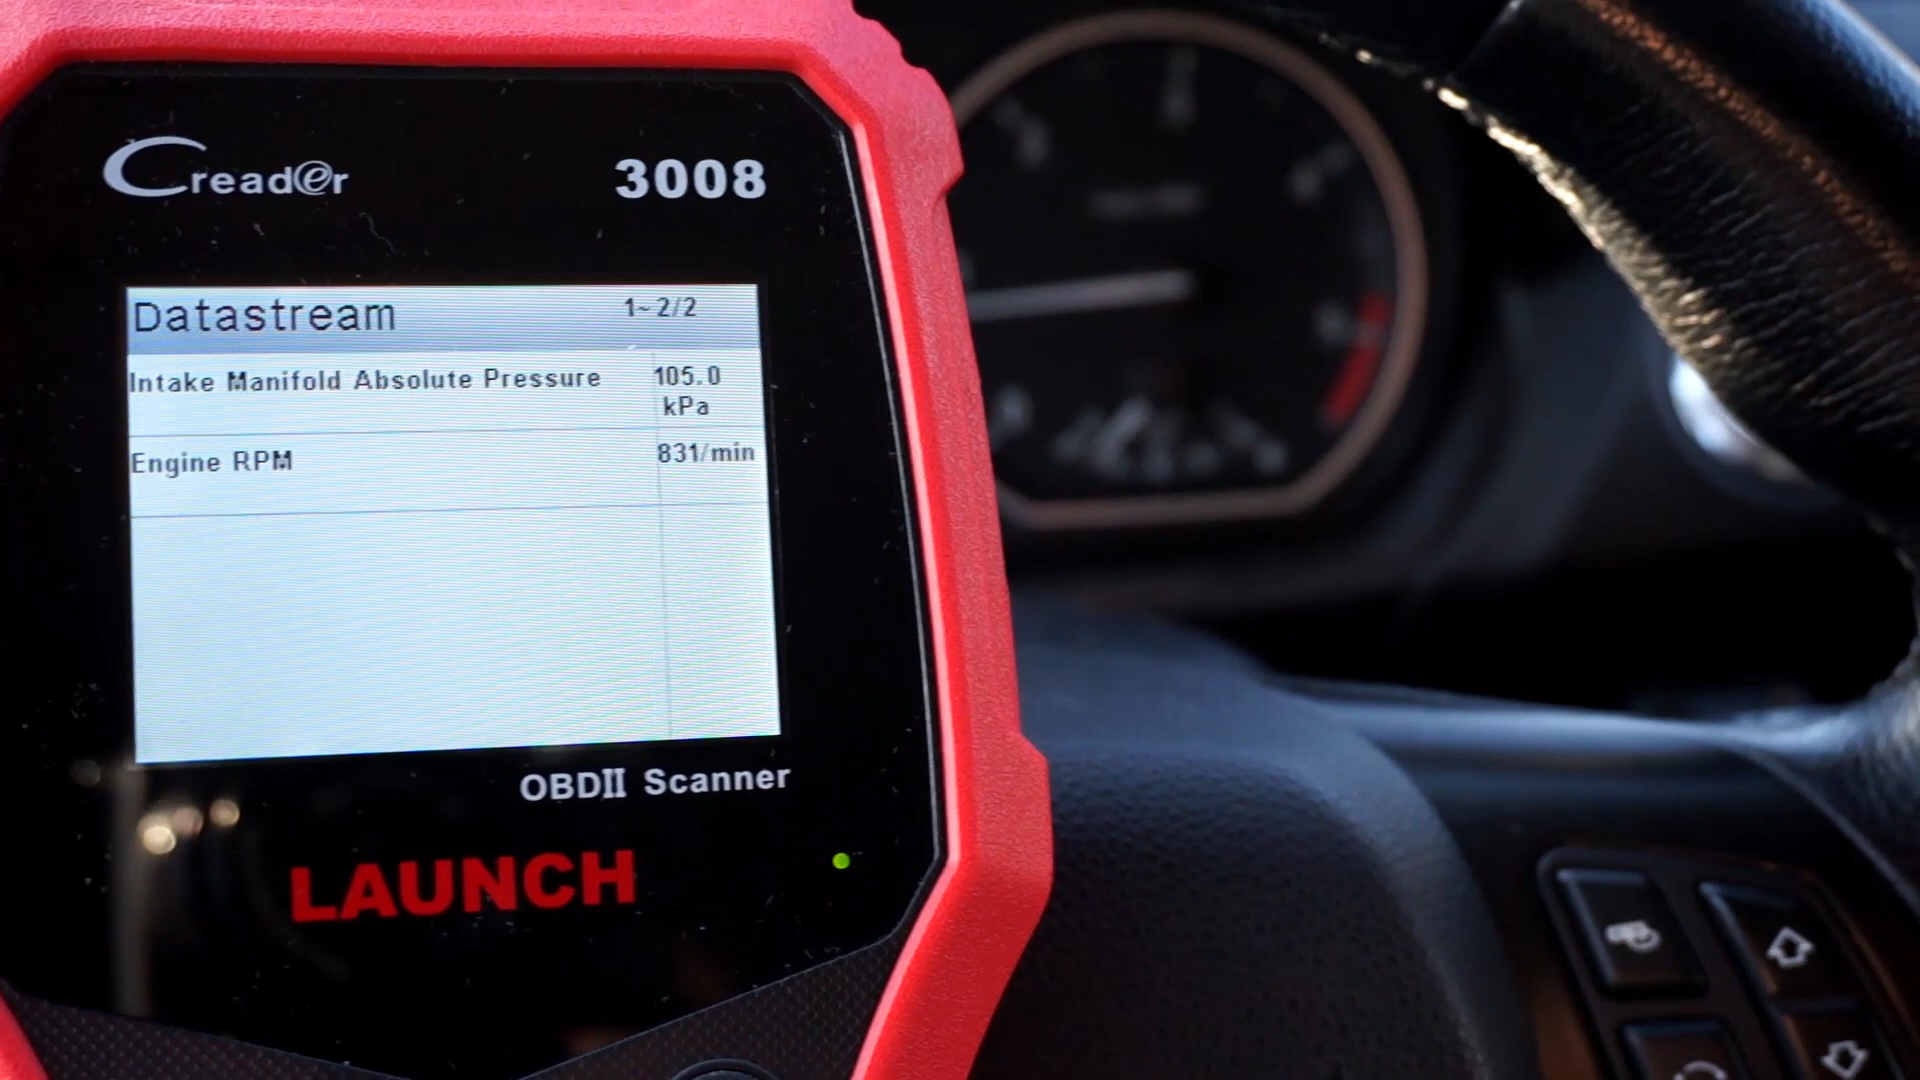 Creader 3008
Datastream 1~2/2
Intake Manifold Absolute Pressure 105.0
kPa
Engine RPM 831/min
OBDII Scanner
LAUNCH